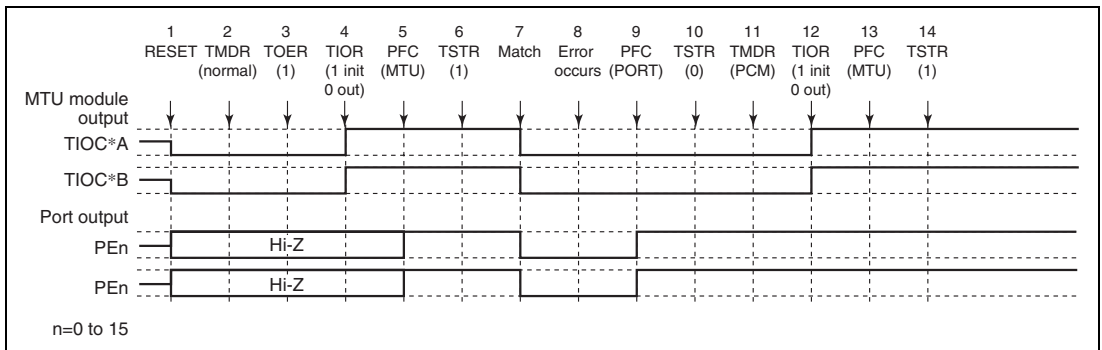 1 2 3 4 5 6 7 8 9 10 11 12 13 14
RESET TMDR TOER TIOR PFC TSTR Match Error PFC TSTR TMDR TIOR PFC TSTR
(normal) (1) (1 init (MTU) (1) occurs (PORT) (0) (PCM) (1 init (MTU) (1)
0 out) 0 out)
MTU module
output
TIOC*A
TIOC*B
Port output
PEn Hi-Z
PEn Hi-Z
n=0 to 15